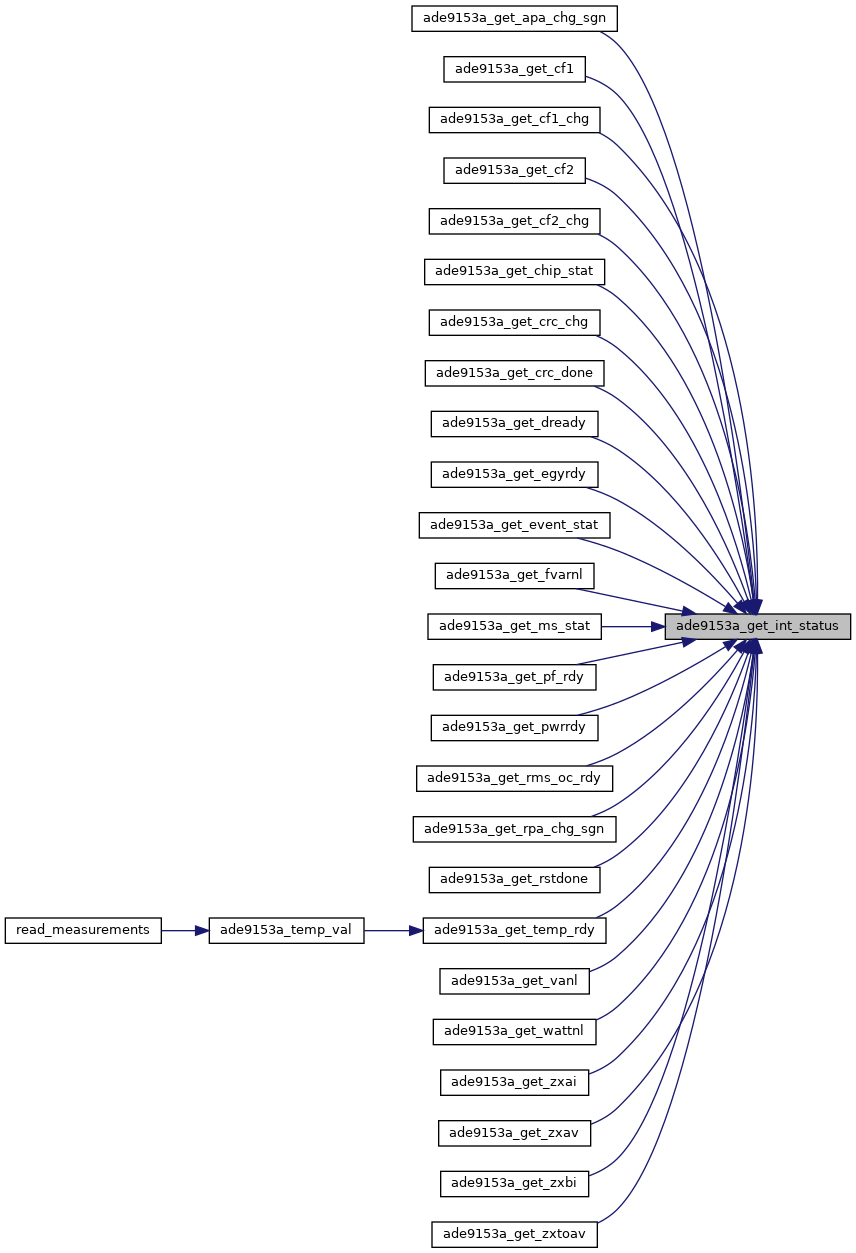 ade9153a_get_apa_chg_sgn
ade9153a_get_cf1
ade9153a_get_cf1_chg
ade9153a_get_cf2
ade9153a_get_cf2_chg
ade9153a_get_chip_stat
ade9153a_get_crc_chg
ade9153a_get_crc_done
ade9153a_get_dready
ade9153a_get_egyrdy
ade9153a_get_event_stat
ade9153a_get_fvarnl
ade9153a_get_int_status
ade9153a_get_ms_stat
ade9153a_get_pf_rdy
ade9153a_get_pwrrdy
ade9153a_get_rms_oc_rdy
ade9153a_get_rpa_chg_sgn
ade9153a_get_rstdone
read_measurements
ade9153a_temp_val
ade9153a_get_temp_rdy
ade9153a_get_vanl
ade9153a_get_wattnl
ade9153a_get_zxai
ade9153a_get_zxav
ade9153a_get_zxbi
ade9153a_get_zxtoav